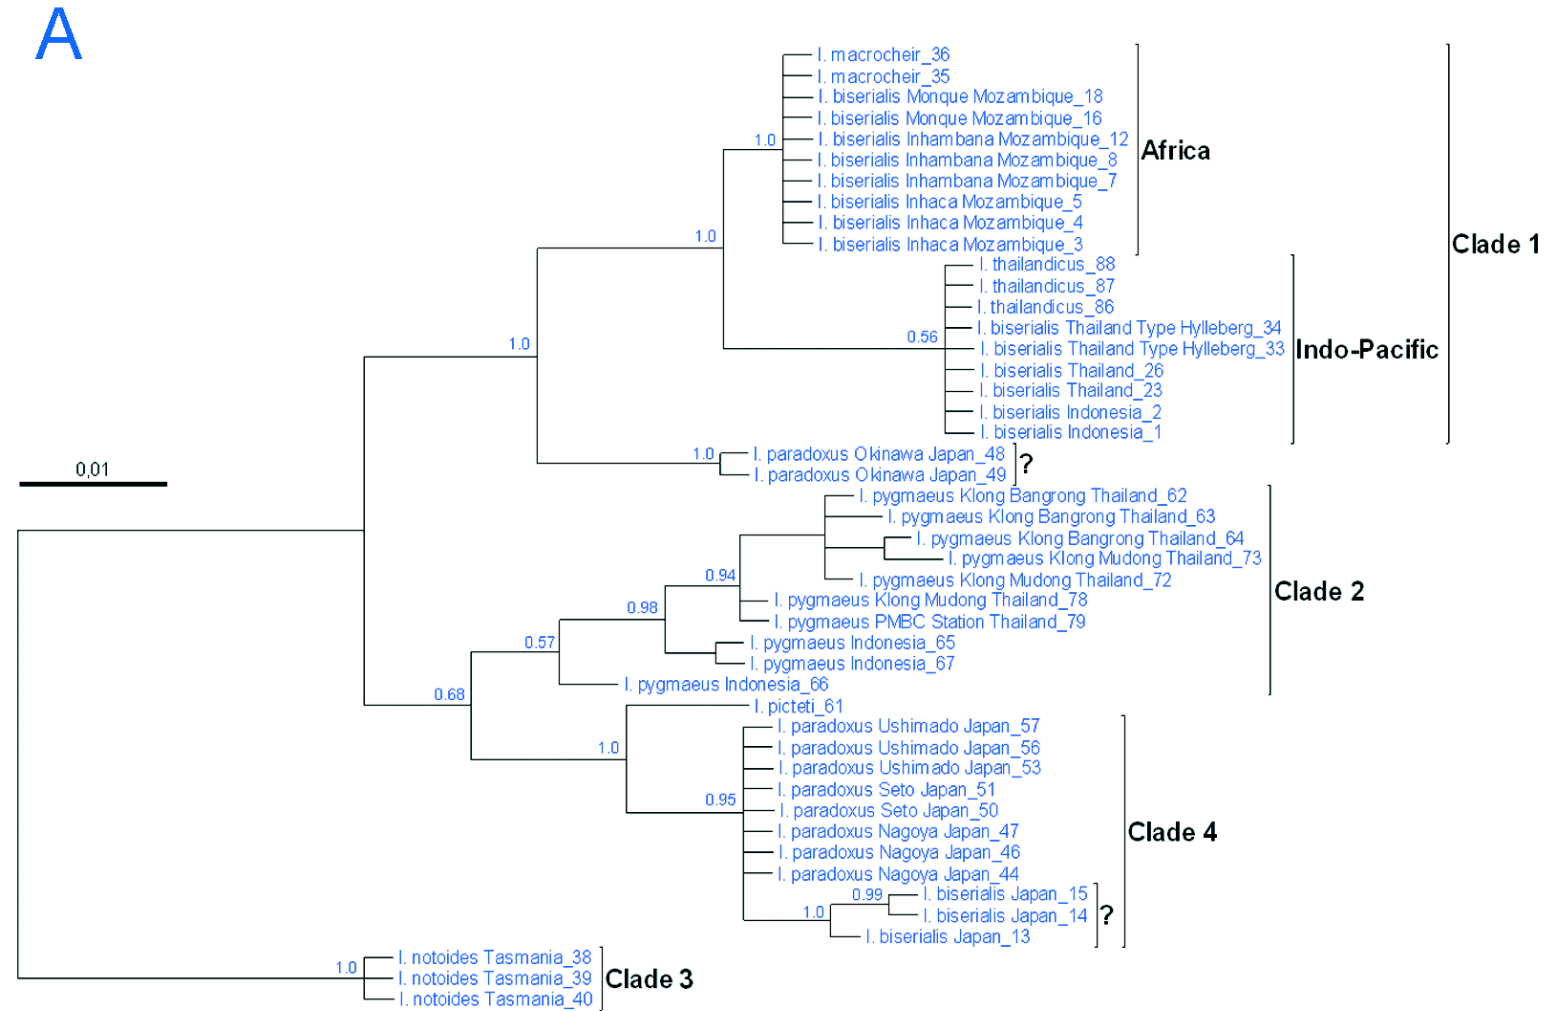 A
I. macrocheir_36
I. macrocheir_35
I. biserialis Monque Mozambique_18
I. biserialis Monque Mozambique_16
1.0
I. biserialis Inhambana Mozambique_12
Africa
I. biserialis Inhambana Mozambique_8
I. biserialis Inhambana Mozambique_7
I. biserialis Inhaca Mozambique_5
I. biserialis Inhaca Mozambique_4
1.0
I. biserialis Inhaca Mozambique_3
Clade 1
I. thailandicus_88
I. thailandicus_87
I. thailandicus_86
I. biserialis Thailand Type Hylleberg_34
1.0
0.56
I. biserialis Thailand Type Hylleberg_33
Indo-Pacific
I. biserialis Thailand_26
I. biserialis Thailand_23
I. biserialis Indonesia_2
I. biserialis Indonesia_1
1.0
I. paradoxus Okinawa Japan_48
?
0,01
I. paradoxus Okinawa Japan_49
I. pygmaeus Klong Bangrong Thailand_62
I. pygmaeus Klong Bangrong Thailand_63
I. pygmaeus Klong Bangrong Thailand_64
I. pygmaeus Klong Mudong Thailand_73
0.94
I. pygmaeus Klong Mudong Thailand_72
Clade 2
0.98
I. pygmaeus Klong Mudong Thailand_78
I. pygmaeus PMBC Station Thailand_79
0.57
I. pygmaeus Indonesia_65
I. pygmaeus Indonesia_67
0.68
I. pygmaeus Indonesia_66
I. picteti_61
I. paradoxus Ushimado Japan_57
1.0
I. paradoxus Ushimado Japan_56
I. paradoxus Ushimado Japan_53
I. paradoxus Seto Japan_51
0.95
I. paradoxus Seto Japan_50
I. paradoxus Nagoya Japan_47
Clade 4
I. paradoxus Nagoya Japan_46
I. paradoxus Nagoya Japan_44
0.99
I. biserialis Japan_15
1.0
I. biserialis Japan_14
?
I. biserialis Japan_13
I. notoides Tasmania_38
1.0
I. notoides Tasmania_39
Clade 3
I. notoides Tasmania_40